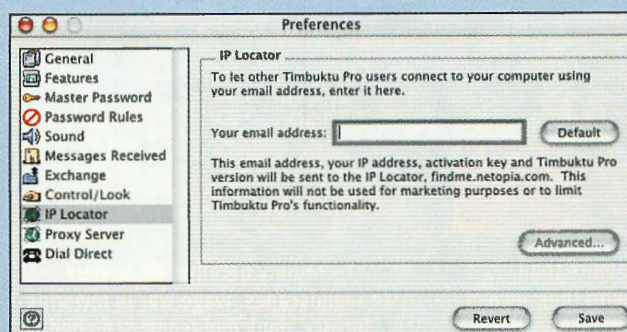 Preferences
General
Features
Master Password
Password Rules
Sound
Messages Received
Exchange
Control/Look
IP Locator
Proxy Server
Dial Direct
IP Locator
To let other Timbuktu Pro users connect to your computer using
your email address, enter it here.
Your email address:
Default
This email address, your IP address, activation key and Timbuktu Pro
version will be sent to the IP Locator, findme.netopia.com. This
information will not be used for marketing purposes or to limit
Timbuktu Pro's functionality.
Advanced...
?
Revert
Save